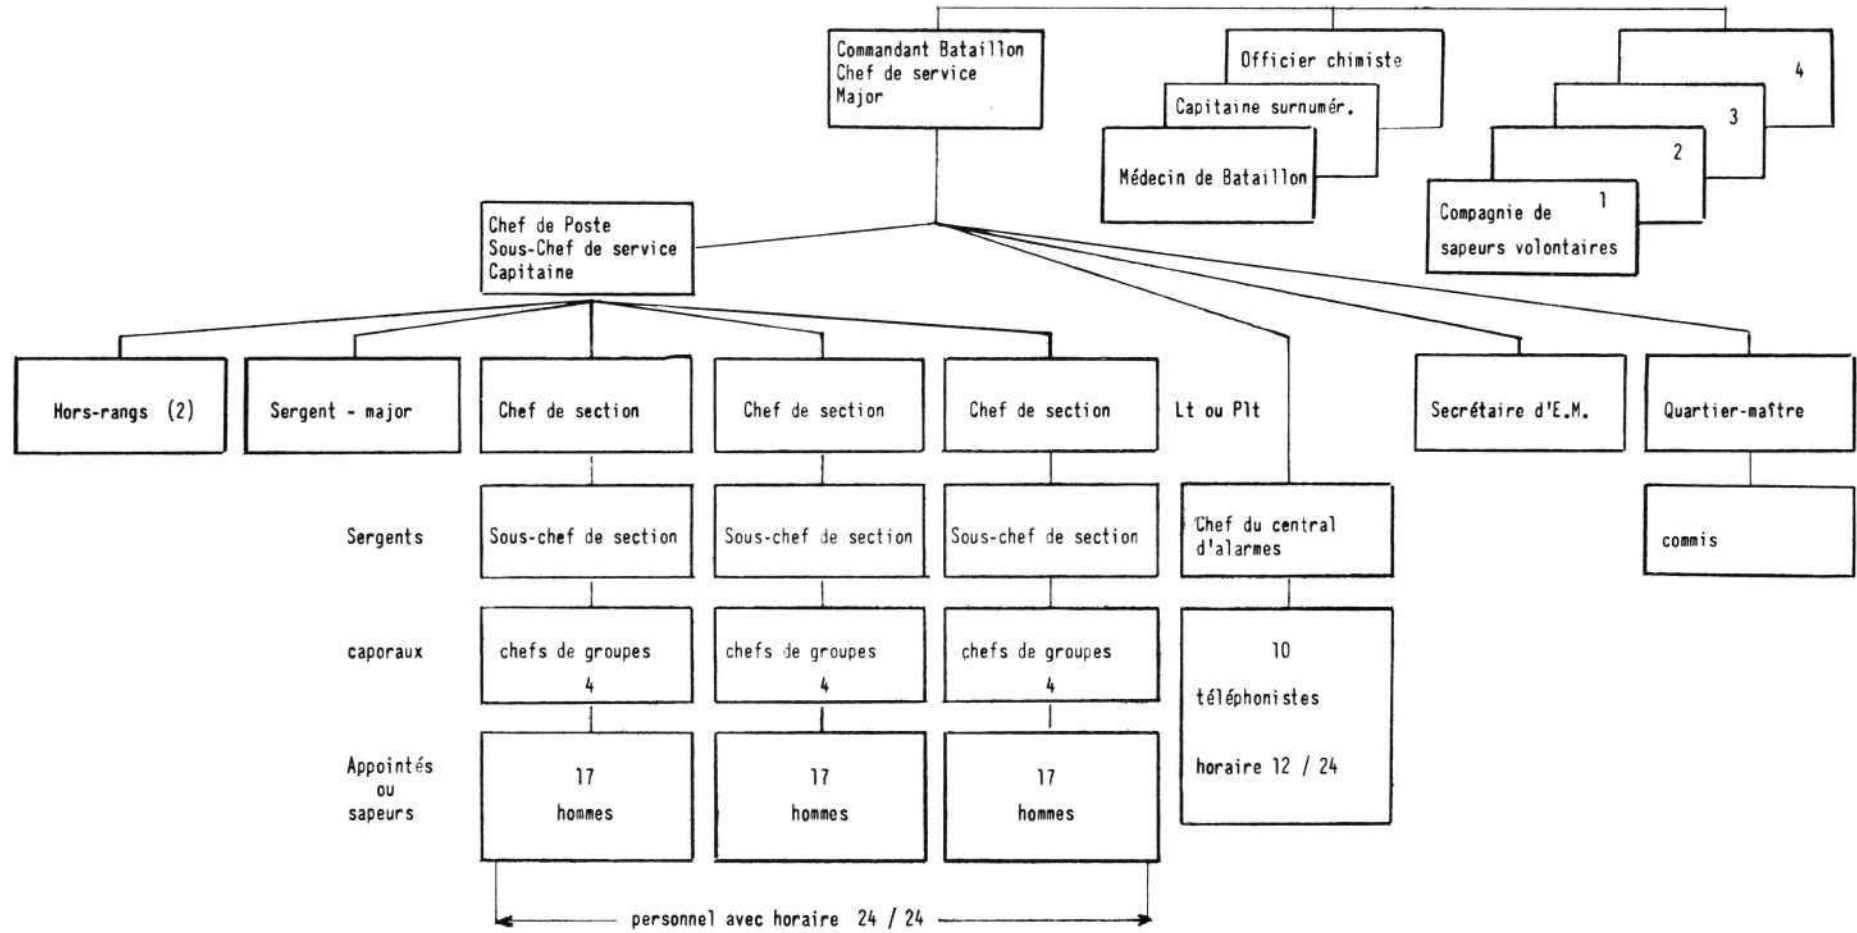 Commandant Bataillon
Chef de service
Major
Officier chimiste
Capitaine surnumér.
Médecin de Bataillon
4
3
2
1
Compagnie de
sapeurs volontaires
Chef de Poste
Sous-Chef de service
Capitaine
Hors-rangs (2)
Sergent - major
Chef de section
Chef de section
Chef de section
Lt ou Plt
Secrétaire d'E.M.
Quartier-maître
Sergents
Sous-chef de section
Sous-chef de section
Sous-chef de section
Chef du central
d'alarmes
commis
caporaux
chefs de groupes
4
chefs de groupes
4
chefs de groupes
4
10
téléphonistes
horaire 12 / 24
Appointés
ou
sapeurs
17
hommes
17
hommes
17
hommes
personnel avec horaire 24 / 24